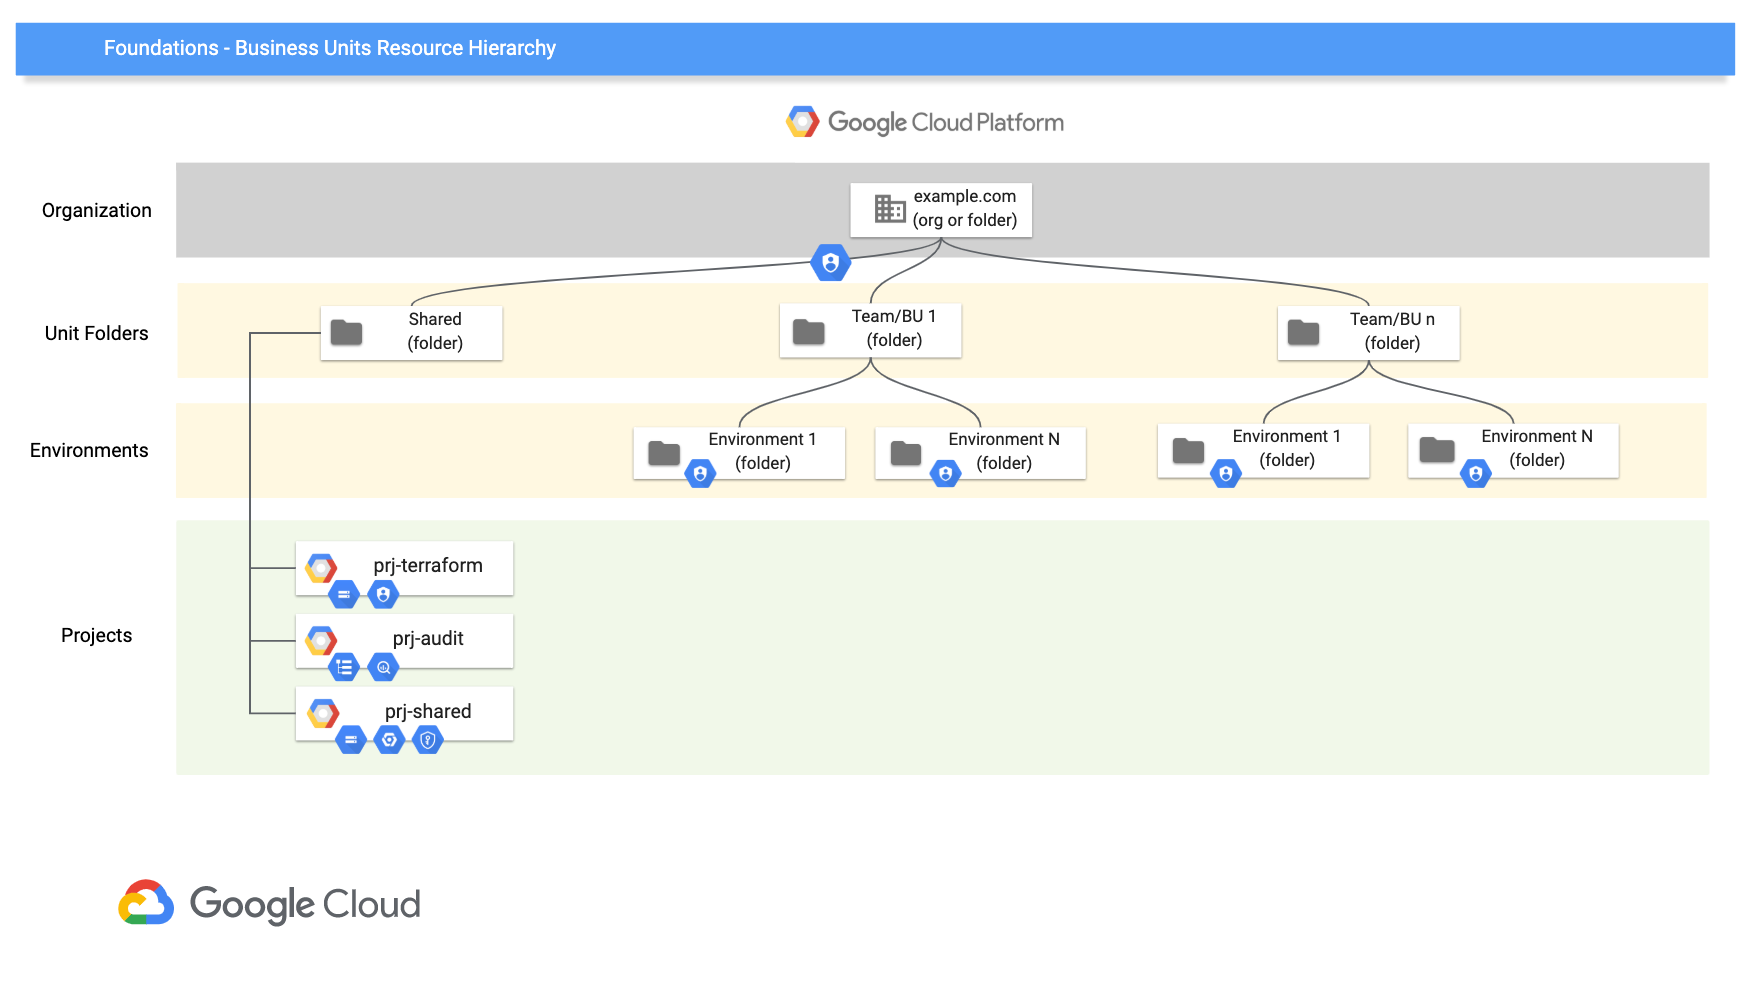 Foundations - Business Units Resource Hierarchy
Google Cloud Platform
Organization
example.com
(org or folder)
Unit Folders
Shared
(folder)
Team/BU 1
(folder)
Team/BU n
(folder)
Environments
Environment 1
(folder)
Environment N
(folder)
Environment 1
(folder)
Environment N
(folder)
Projects
prj-terraform
prj-audit
prj-shared
Google Cloud